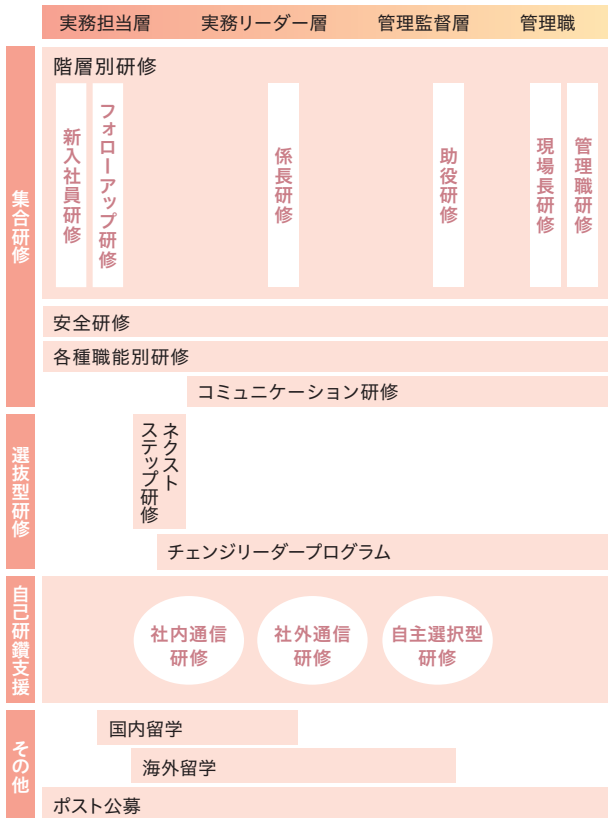 実務担当層
実務リーダー層
管理監督層
管理職
集合研修
階層別研修
新入社員研修
フォローアップ研修
係長研修
助役研修
現場長研修
管理職研修
安全研修
各種職能別研修
コミュニケーション研修
選抜型研修
ネクスト
ステップ研修
チェンジリーダープログラム
自己研鑽支援
社内通信
研修
社外通信
研修
自主選択型
研修
その他
国内留学
海外留学
ポスト公募